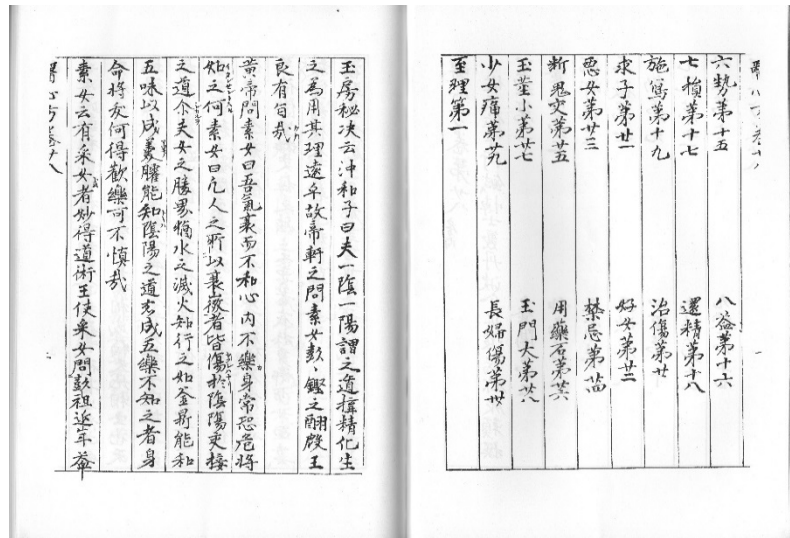 六勢第十五 八益第十六
七損第十七 還精第十八
施寫第十九 治傷第廿
求子第廿一 好女第廿二
惡女第廿三 禁忌第廿四
断鬼交第廿五 用藥石第廿六
玉莖小第廿七 玉門大第廿八
少女痛第廿九 長婦傷第卅
至理第一
玉房秘決云沖和子曰夫一陰一陽謂之道構精化生
之為用其理遠乎故帝軒之問素女彭鏗之酬殷王
良有旨哉
黄帝問素女曰吾氣衰而不和心内不樂身常恐危將
如之何素女曰凡人之所以衰微者皆傷於陰陽交接
之道尒夫女之勝男猶水之滅火知行之如釜鼎能和
五味以成羹臛能知陰陽之道悉成五樂不知之者身
命將夭何得歡樂可不慎哉
素女云有采女者妙得道術王使采女問彭祖延年益
醫心方卷廿八